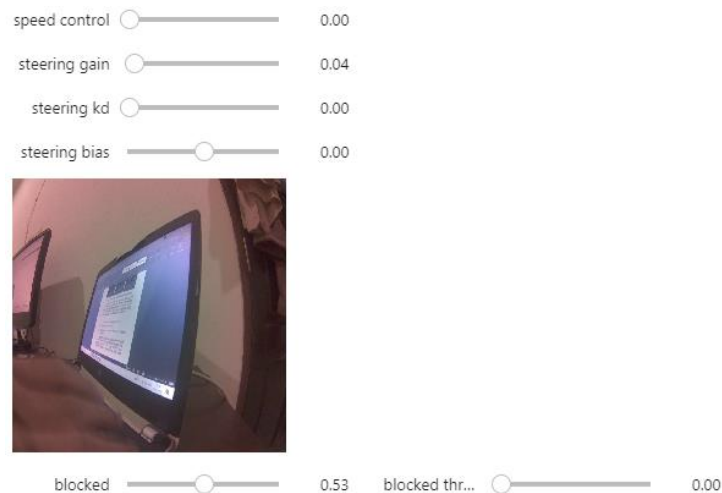 speed control 0.00
steering gain 0.04
steering kd 0.00
steering bias 0.00
blocked 0.53 blocked thr... 0.00